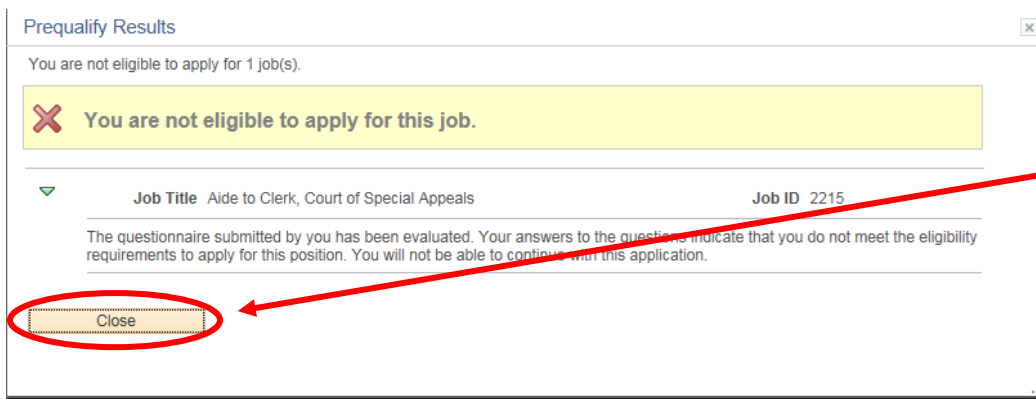 Prequalify Results
You are not eligible to apply for 1 job(s).
You are not eligible to apply for this job.
Job Title Aide to Clerk, Court of Special Appeals Job ID 2215
The questionnaire submitted by you has been evaluated. Your answers to the questions indicate that you do not meet the eligibility
requirements to apply for this position. You will not be able to continue with this application.
Close